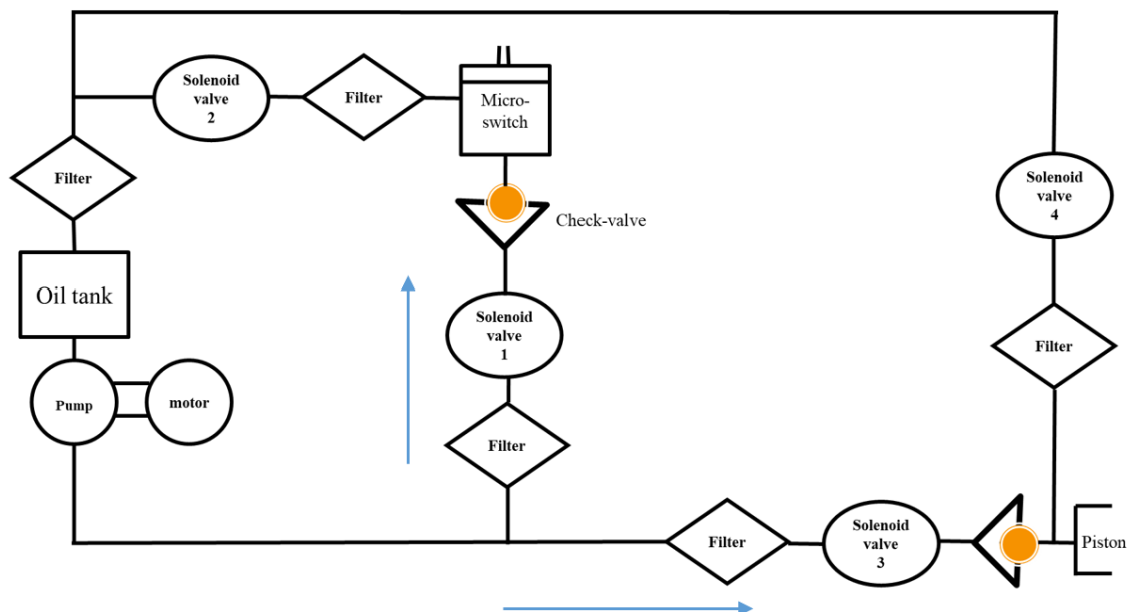 Solenoid
valve
2
Filter
Micro-
switch
Filter
Check-valve
Solenoid
valve
4
Oil tank
Solenoid
valve
1
Filter
Pump
motor
Filter
Filter
Solenoid
valve
3
Piston